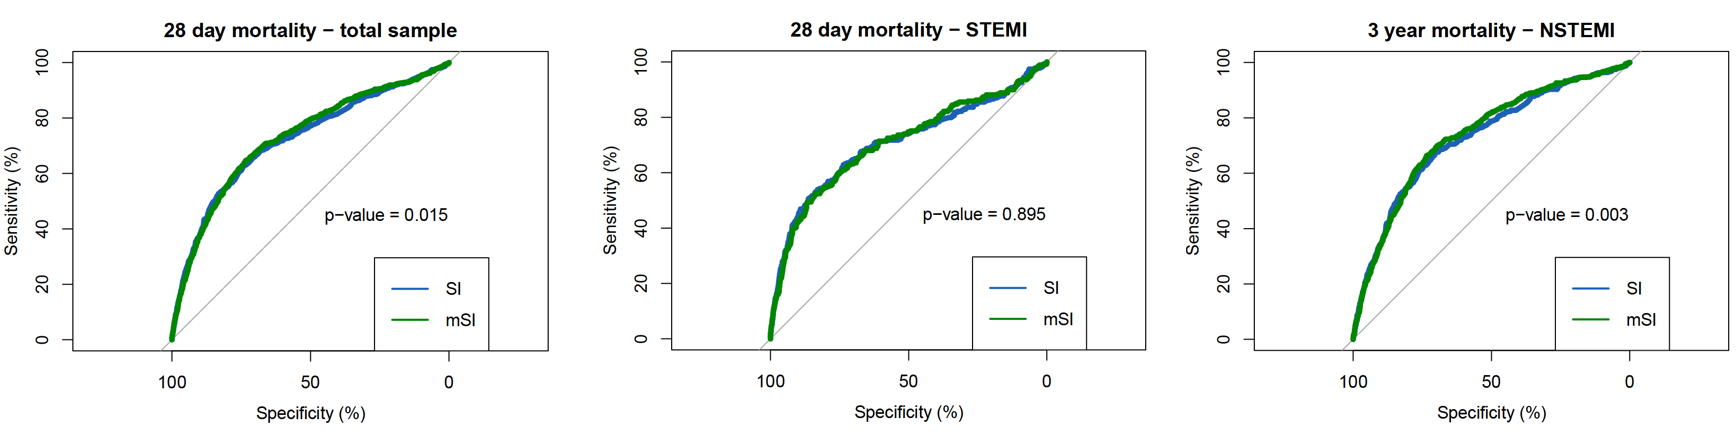 28 day mortality − total sample
Sensitivity (%)
100
80
60
40
20
0
p−value = 0.015
SI
mSI
100
50
0
Specificity (%)
28 day mortality − STEMI
Sensitivity (%)
100
80
60
40
20
0
p−value = 0.895
SI
mSI
100
50
0
Specificity (%)
3 year mortality − NSTEMI
Sensitivity (%)
100
80
60
40
20
0
p−value = 0.003
SI
mSI
100
50
0
Specificity (%)